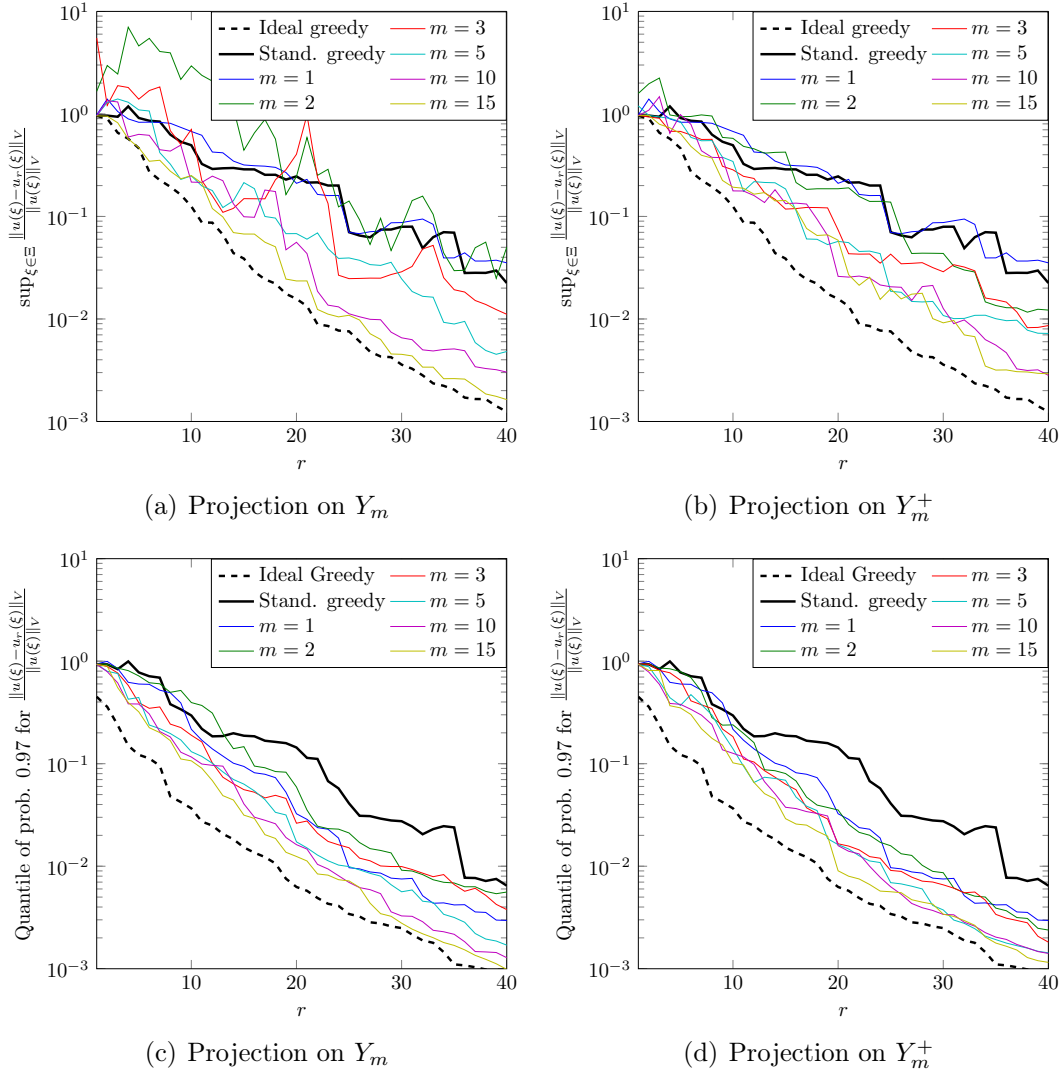 10^1
10^0
10^{-1}
10^{-2}
10^{-3}
sup_{ξ∈Ξ} ‖u(ξ)−u_r(ξ)‖_V / ‖u(ξ)‖_V
Ideal greedy
Stand. greedy
m = 1
m = 2
m = 3
m = 5
m = 10
m = 15
10 20 30 40
r
(a) Projection on Y_m
10^1
10^0
10^{-1}
10^{-2}
10^{-3}
sup_{ξ∈Ξ} ‖u(ξ)−u_r(ξ)‖_V / ‖u(ξ)‖_V
Ideal greedy
Stand. greedy
m = 1
m = 2
m = 3
m = 5
m = 10
m = 15
10 20 30 40
r
(b) Projection on Y_m^+
10^1
10^0
10^{-1}
10^{-2}
10^{-3}
Quantile of prob. 0.97 for ‖u(ξ)−u_r(ξ)‖_V / ‖u(ξ)‖_V
Ideal Greedy
Stand. greedy
m = 1
m = 2
m = 3
m = 5
m = 10
m = 15
10 20 30 40
r
(c) Projection on Y_m
10^1
10^0
10^{-1}
10^{-2}
10^{-3}
Quantile of prob. 0.97 for ‖u(ξ)−u_r(ξ)‖_V / ‖u(ξ)‖_V
Ideal Greedy
Stand. greedy
m = 1
m = 2
m = 3
m = 5
m = 10
m = 15
10 20 30 40
r
(d) Projection on Y_m^+